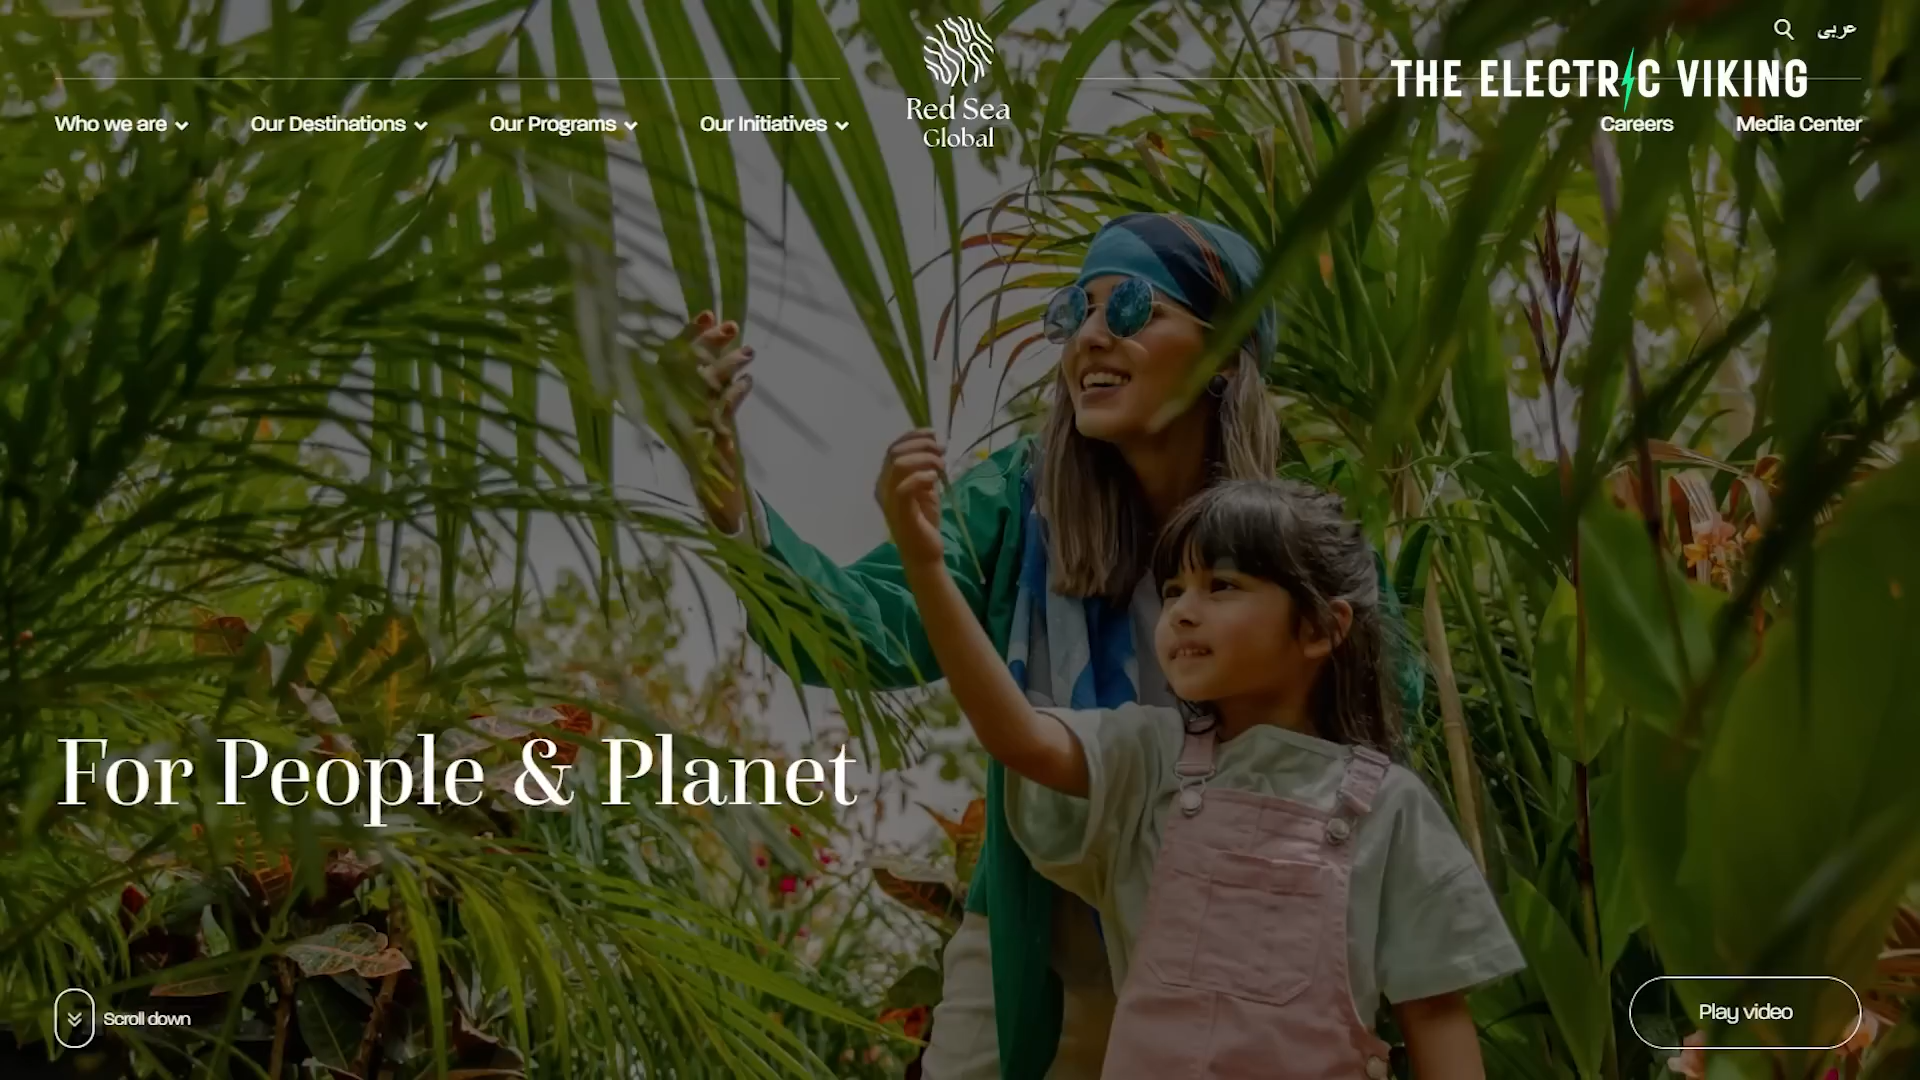 عربي
THE ELECTRIC VIKING
Who we are
Our Destinations
Our Programs
Our Initiatives
Red Sea
Global
Careers
Media Center
For People & Planet
Scroll down
Play video